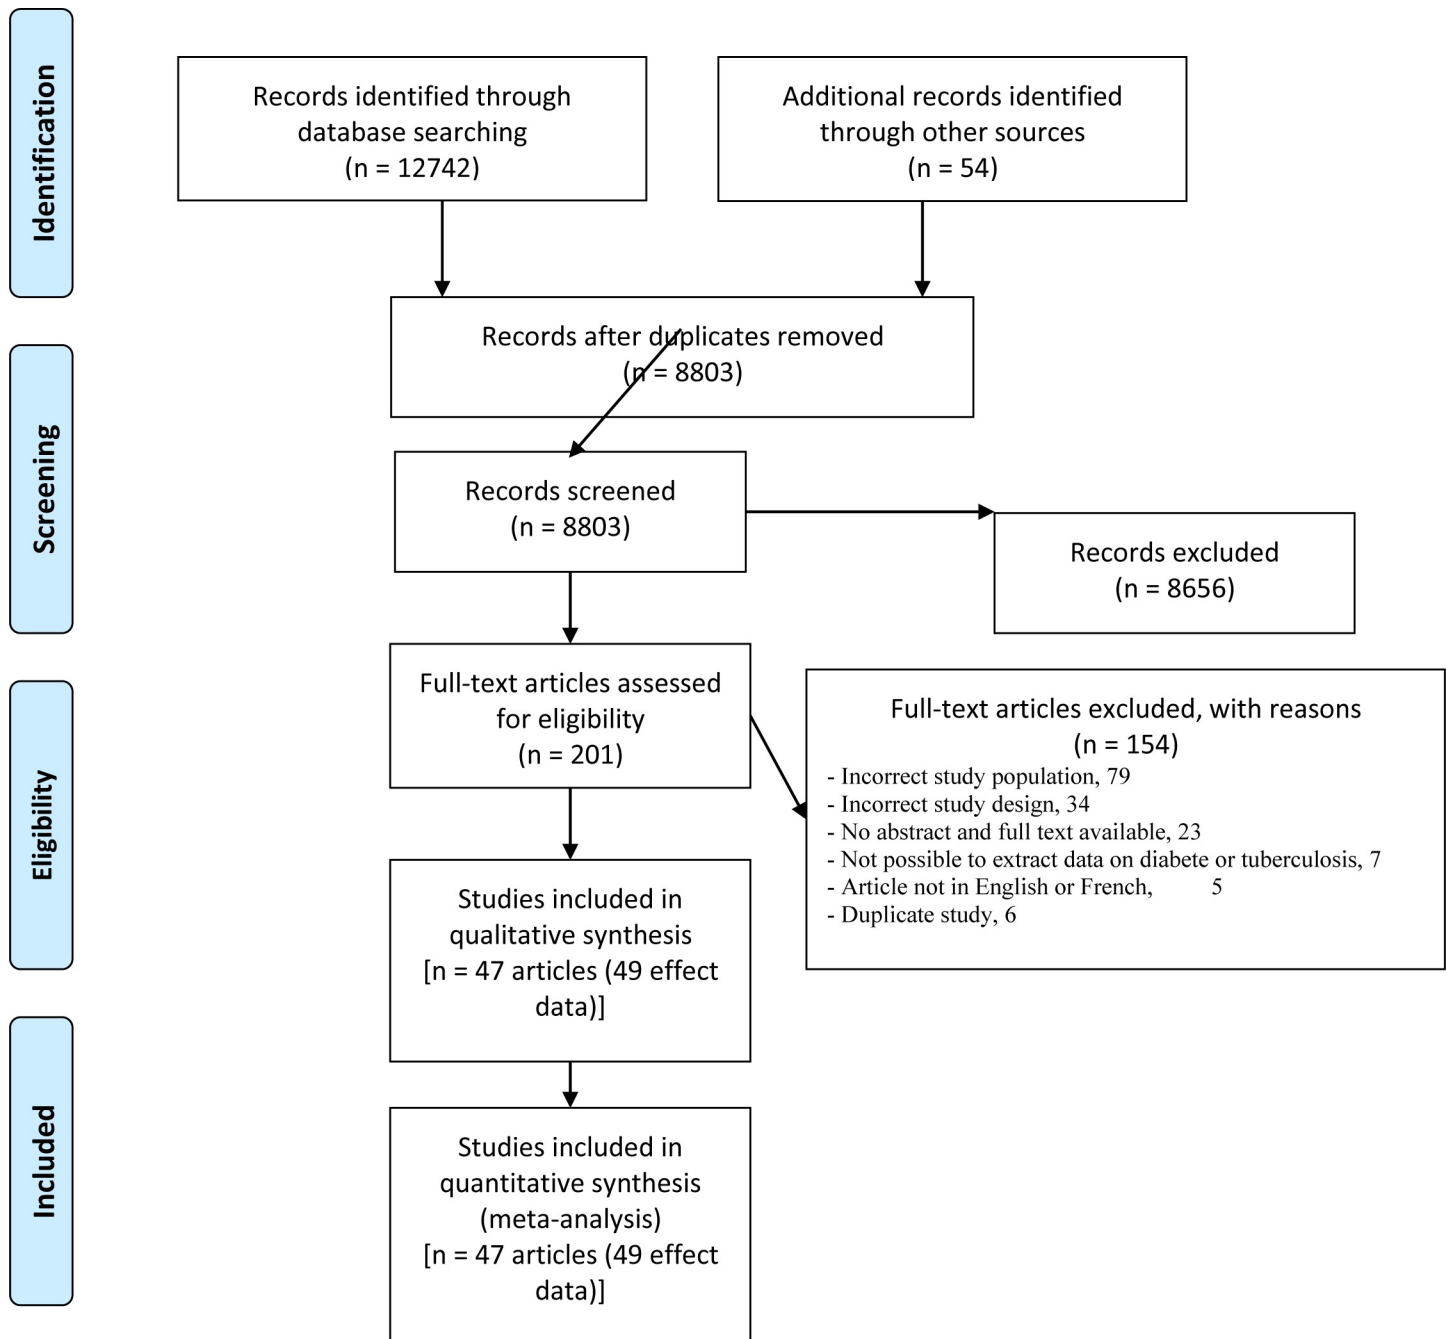 Identification
Records identified through
database searching
(n = 12742)
Additional records identified
through other sources
(n = 54)
Records after duplicates removed
(n = 8803)
Screening
Records screened
(n = 8803)
Records excluded
(n = 8656)
Eligibility
Full-text articles assessed
for eligibility
(n = 201)
Full-text articles excluded, with reasons
(n = 154)
- Incorrect study population, 79
- Incorrect study design, 34
- No abstract and full text available, 23
- Not possible to extract data on diabete or tuberculosis, 7
- Article not in English or French, 5
- Duplicate study, 6
Studies included in
qualitative synthesis
[n = 47 articles (49 effect
data)]
Included
Studies included in
quantitative synthesis
(meta-analysis)
[n = 47 articles (49 effect
data)]